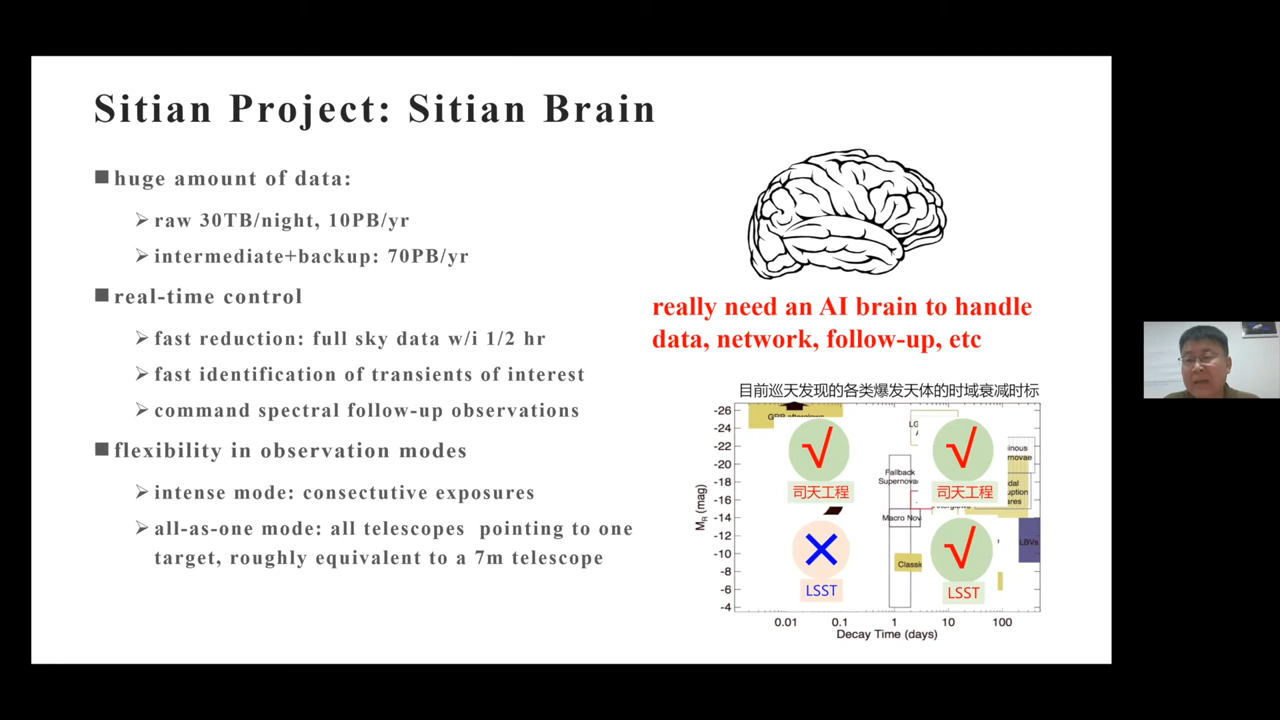 Sitian Project: Sitian Brain
huge amount of data:
raw 30TB/night, 10PB/yr
intermediate+backup: 70PB/yr
real-time control
fast reduction: full sky data w/i 1/2 hr
fast identification of transients of interest
command spectral follow-up observations
flexibility in observation modes
intense mode: consectutive exposures
all-as-one mode: all telescopes pointing to one
target, roughly equivalent to a 7m telescope
really need an AI brain to handle
data, network, follow-up, etc
目前巡天发现的各类爆发天体的时域衰减时标
-26
-24
-22
-20
-18
-16
-14
-12
-10
-8
-6
-4
M_R (mag)
√
司天工程
√
司天工程
Fallback
Macro Nov
LBVs
Classi
LSST
√
LSST
0.01
0.1
1
10
100
Decay Time (days)